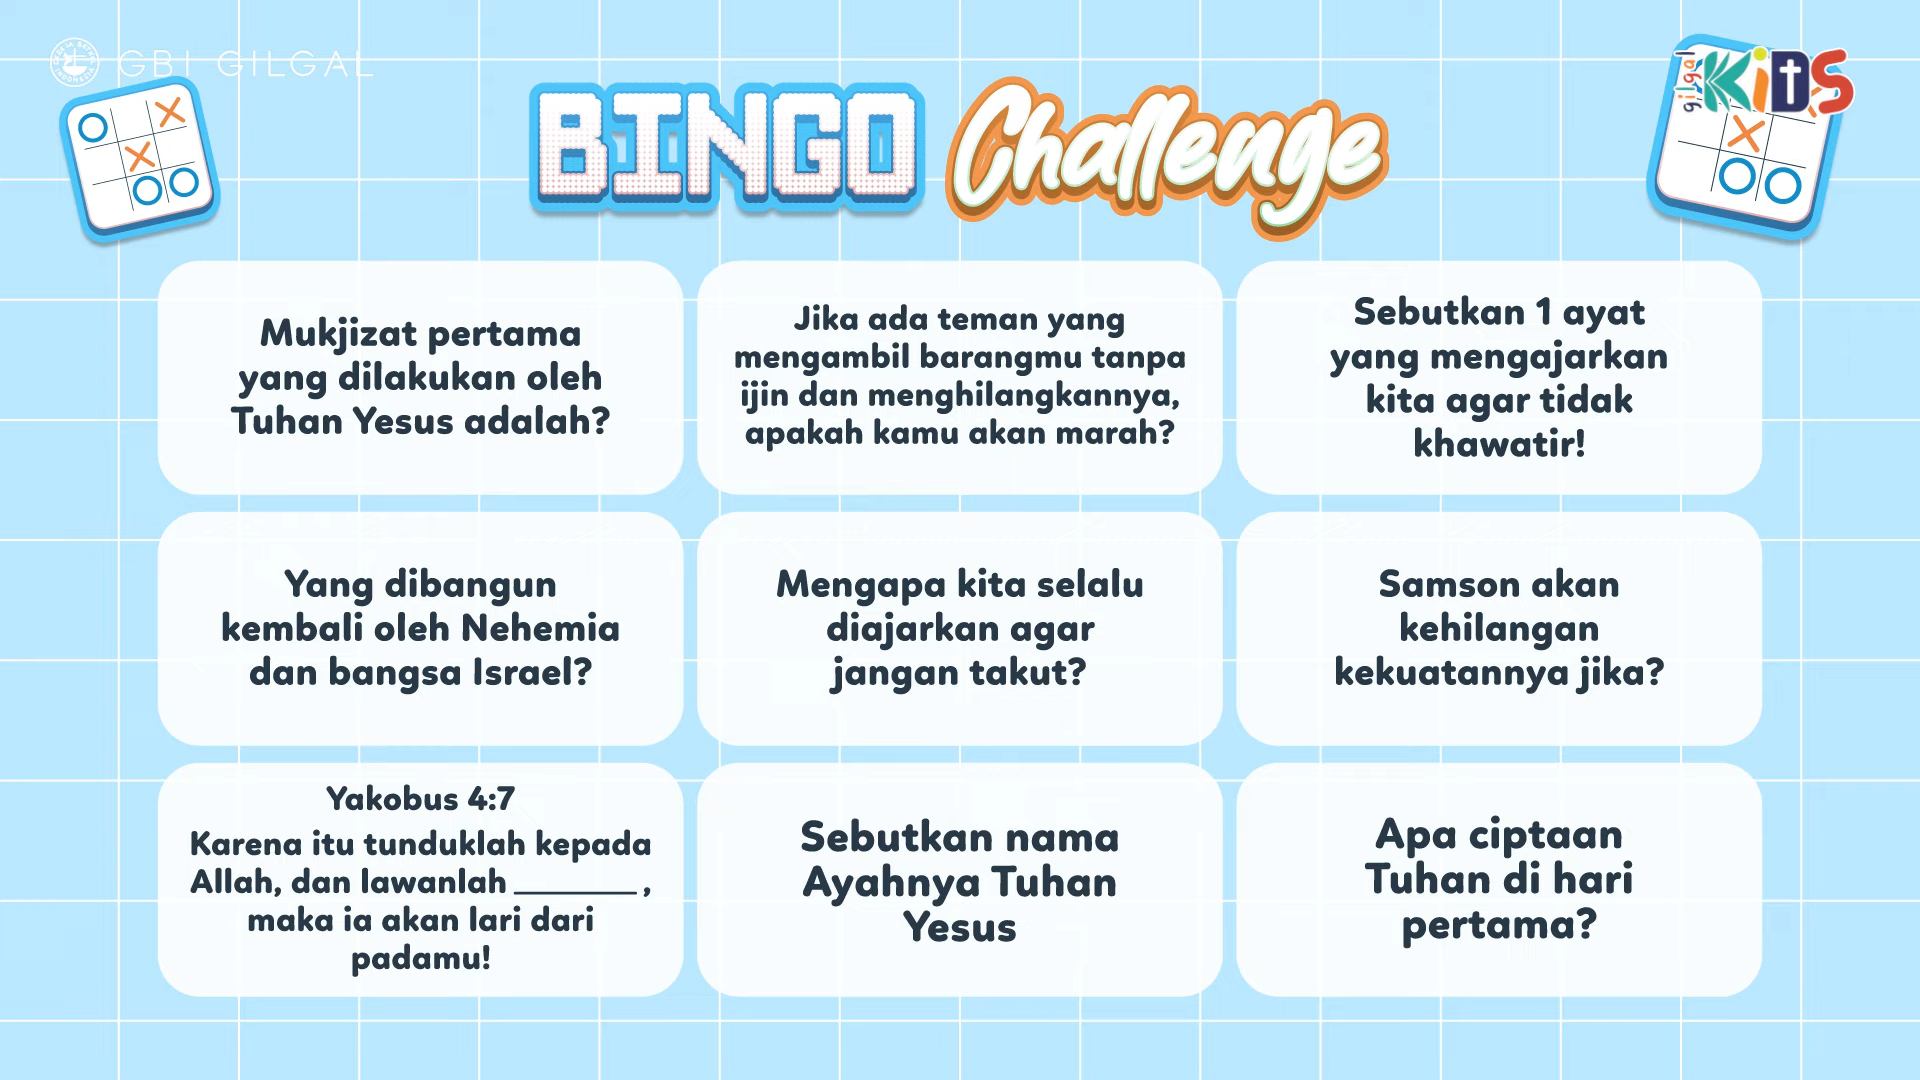 GEREJA BETHEL INDONESIA
GBI GILGAL
gilgal KiDS
BINGO Challenge
Mukjizat pertama
yang dilakukan oleh
Tuhan Yesus adalah?
Jika ada teman yang
mengambil barangmu tanpa
ijin dan menghilangkannya,
apakah kamu akan marah?
Sebutkan 1 ayat
yang mengajarkan
kita agar tidak
khawatir!
Yang dibangun
kembali oleh Nehemia
dan bangsa Israel?
Mengapa kita selalu
diajarkan agar
jangan takut?
Samson akan
kehilangan
kekuatannya jika?
Yakobus 4:7
Karena itu tunduklah kepada
Allah, dan lawanlah ________ ,
maka ia akan lari dari
padamu!
Sebutkan nama
Ayahnya Tuhan
Yesus
Apa ciptaan
Tuhan di hari
pertama?